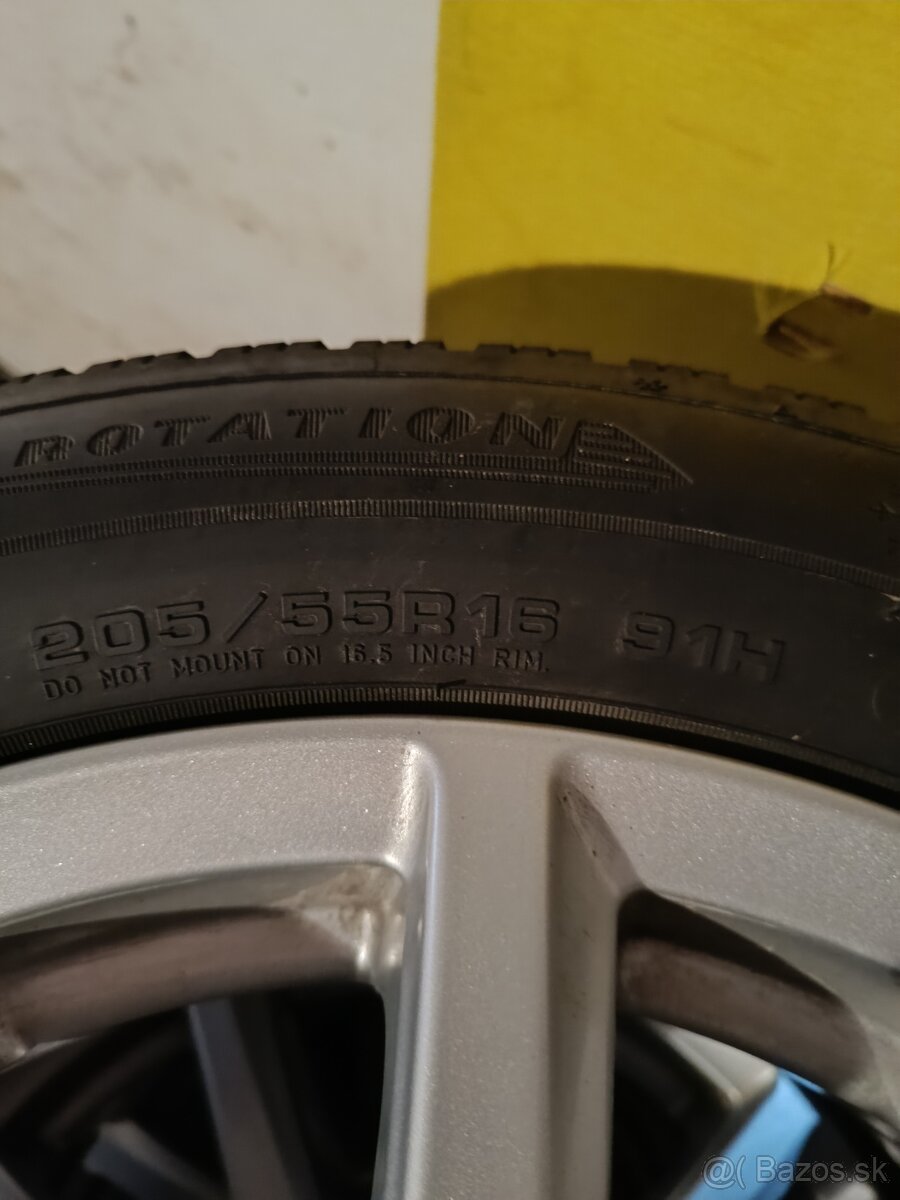 ROTATION
205/55R16 91H
DO NOT MOUNT ON 16.5 INCH RIM.
@( Bazos.sk